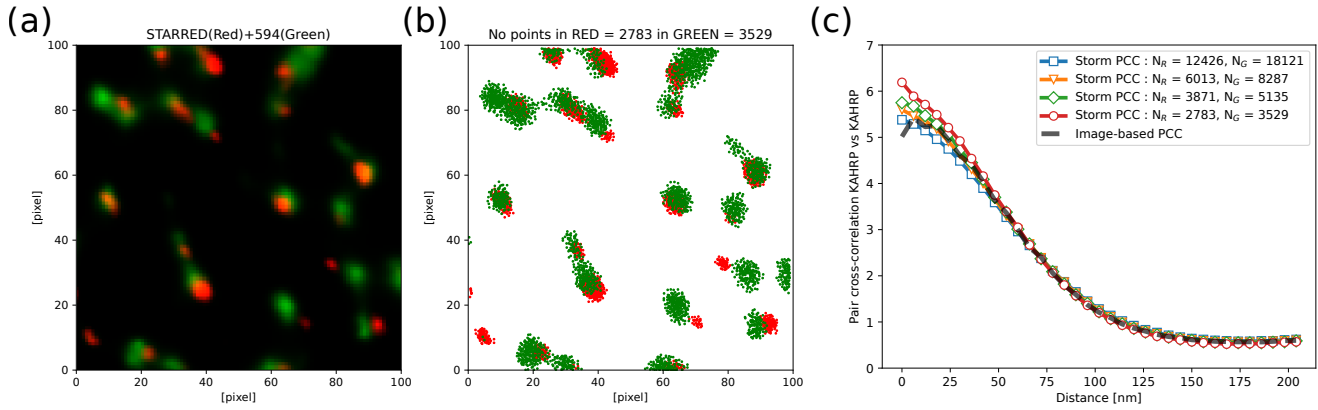 (a)
STARRED(Red)+594(Green)
100
80
60
40
20
0
[pixel]
0 20 40 60 80 100
[pixel]
(b)
No points in RED = 2783 in GREEN = 3529
100
80
60
40
20
0
[pixel]
0 20 40 60 80 100
[pixel]
(c)
7
6
5
4
3
2
1
0
Pair cross-correlation KAHRP vs KAHRP
Storm PCC : N_R = 12426, N_G = 18121
Storm PCC : N_R = 6013, N_G = 8287
Storm PCC : N_R = 3871, N_G = 5135
Storm PCC : N_R = 2783, N_G = 3529
Image-based PCC
0 25 50 75 100 125 150 175 200
Distance [nm]